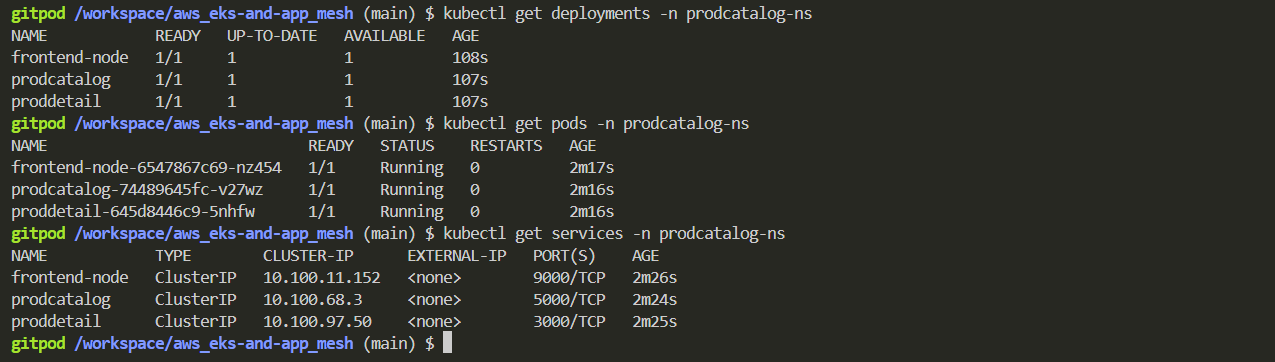 gitpod /workspace/aws_eks-and-app_mesh (main) $ kubectl get deployments -n prodcatalog-ns
NAME            READY   UP-TO-DATE   AVAILABLE   AGE
frontend-node   1/1     1            1           108s
prodcatalog     1/1     1            1           107s
proddetail      1/1     1            1           107s
gitpod /workspace/aws_eks-and-app_mesh (main) $ kubectl get pods -n prodcatalog-ns
NAME                             READY   STATUS    RESTARTS   AGE
frontend-node-6547867c69-nz454   1/1     Running   0          2m17s
prodcatalog-74489645fc-v27wz     1/1     Running   0          2m16s
proddetail-645d8446c9-5nhfw      1/1     Running   0          2m16s
gitpod /workspace/aws_eks-and-app_mesh (main) $ kubectl get services -n prodcatalog-ns
NAME            TYPE        CLUSTER-IP      EXTERNAL-IP   PORT(S)    AGE
frontend-node   ClusterIP   10.100.11.152   <none>        9000/TCP   2m26s
prodcatalog     ClusterIP   10.100.68.3     <none>        5000/TCP   2m24s
proddetail      ClusterIP   10.100.97.50    <none>        3000/TCP   2m25s
gitpod /workspace/aws_eks-and-app_mesh (main) $